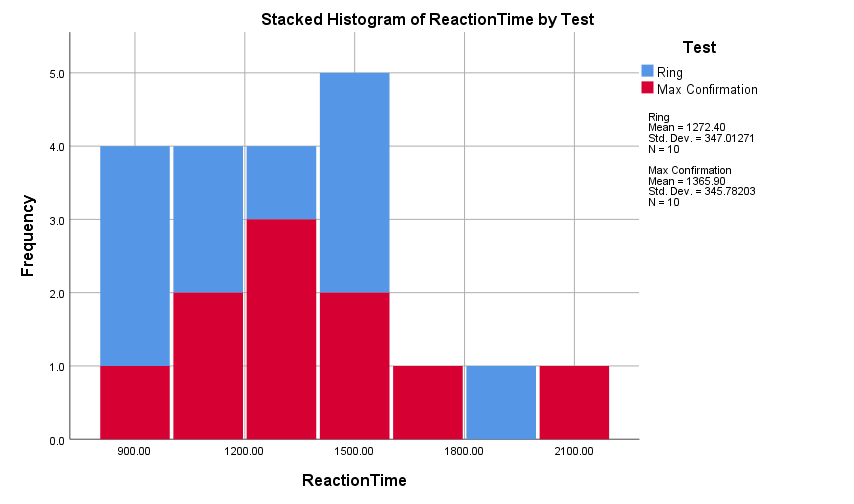 Stacked Histogram of ReactionTime by Test
Test
Ring
Max Confirmation
Ring
Mean = 1272.40
Std. Dev. = 347.01271
N = 10
Max Confirmation
Mean = 1365.90
Std. Dev. = 345.78203
N = 10
Frequency
5.0
4.0
3.0
2.0
1.0
0.0
900.00 1200.00 1500.00 1800.00 2100.00
ReactionTime